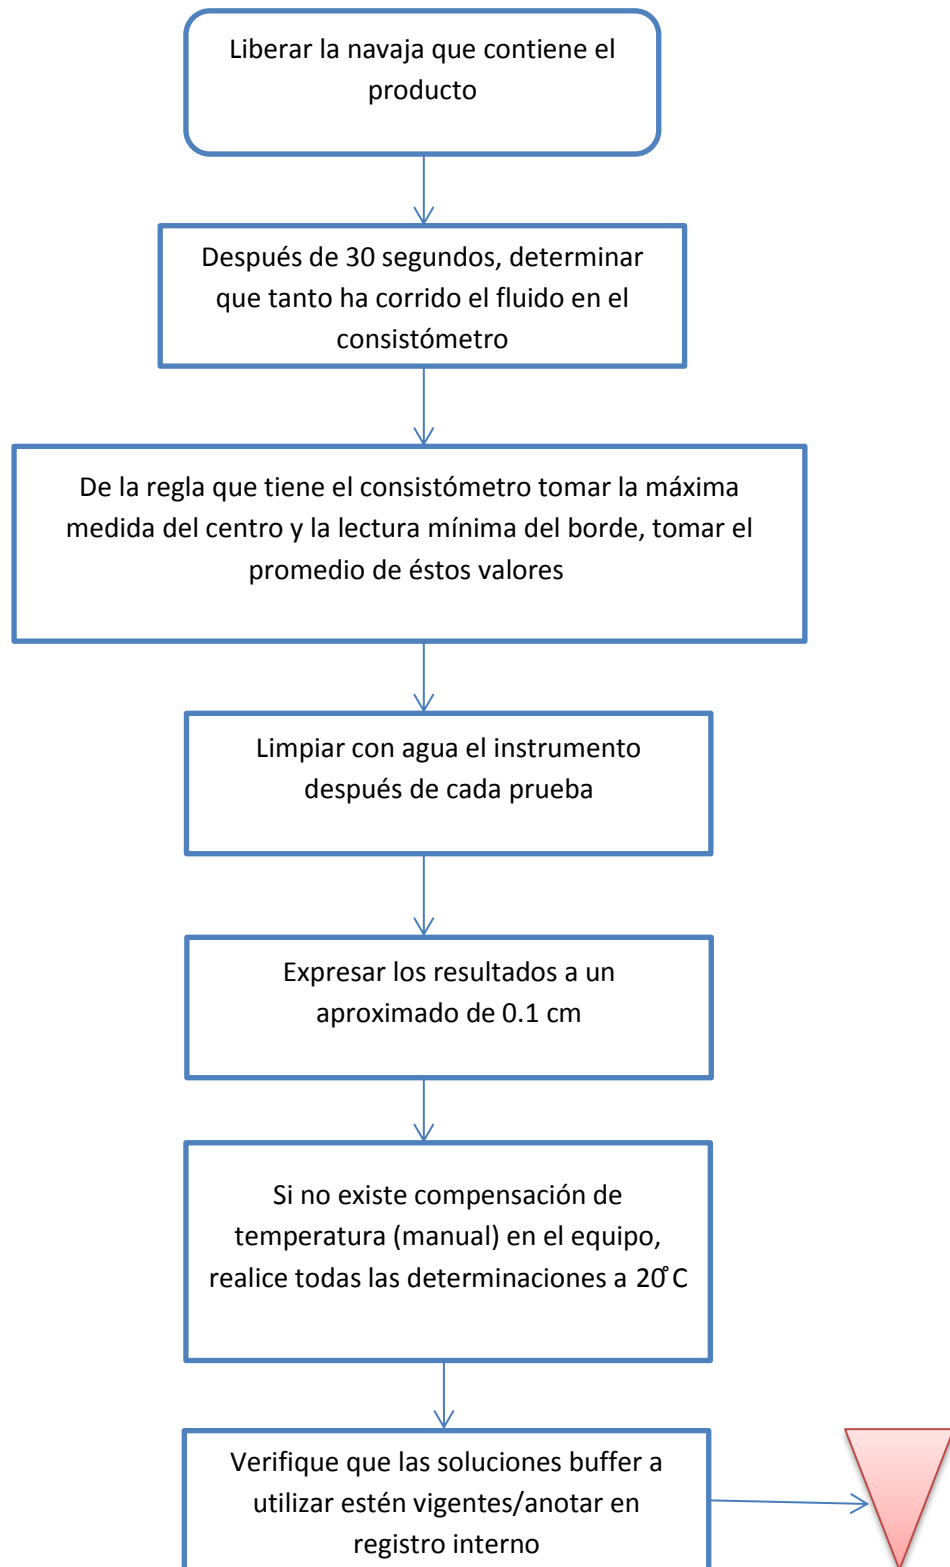 Liberar la navaja que contiene el
producto
Después de 30 segundos, determinar
que tanto ha corrido el fluido en el
consistómetro
De la regla que tiene el consistómetro tomar la máxima
medida del centro y la lectura mínima del borde, tomar el
promedio de éstos valores
Limpiar con agua el instrumento
después de cada prueba
Expresar los resultados a un
aproximado de 0.1 cm
Si no existe compensación de
temperatura (manual) en el equipo,
realice todas las determinaciones a 20°C
Verifique que las soluciones buffer a
utilizar estén vigentes/anotar en
registro interno